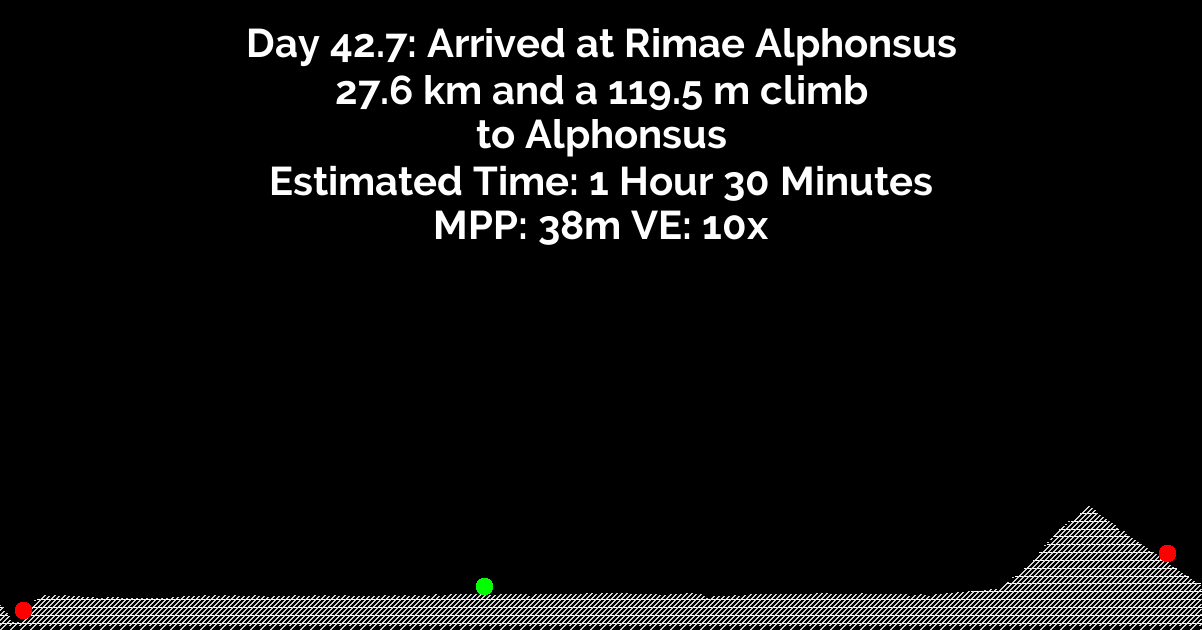 Day 42.7: Arrived at Rimae Alphonsus
27.6 km and a 119.5 m climb
to Alphonsus
Estimated Time: 1 Hour 30 Minutes
MPP: 38m VE: 10x